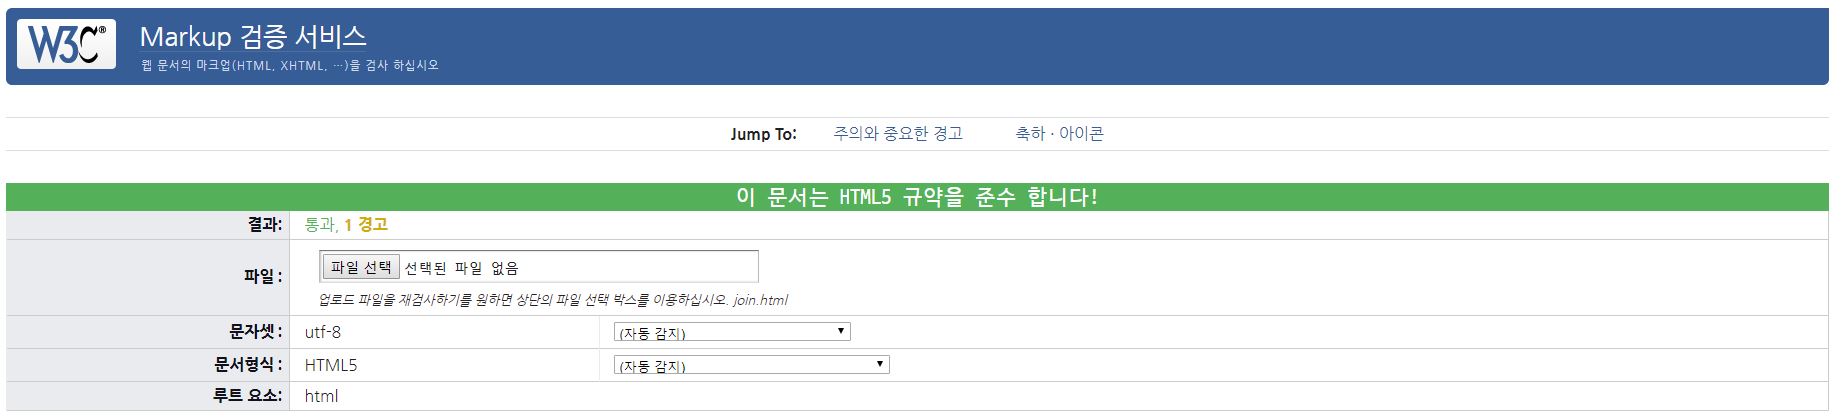 W3C®
Markup 검증 서비스
웹 문서의 마크업(HTML, XHTML, …)을 검사 하십시오
Jump To: 주의와 중요한 경고 축하 · 아이콘
이 문서는 HTML5 규약을 준수 합니다!
결과: 통과, 1 경고
파일 : 파일 선택 선택된 파일 없음
업로드 파일을 재검사하기를 원하면 상단의 파일 선택 박스를 이용하십시오. join.html
문자셋 : utf-8 (자동 감지)
문서형식 : HTML5 (자동 감지)
루트 요소: html